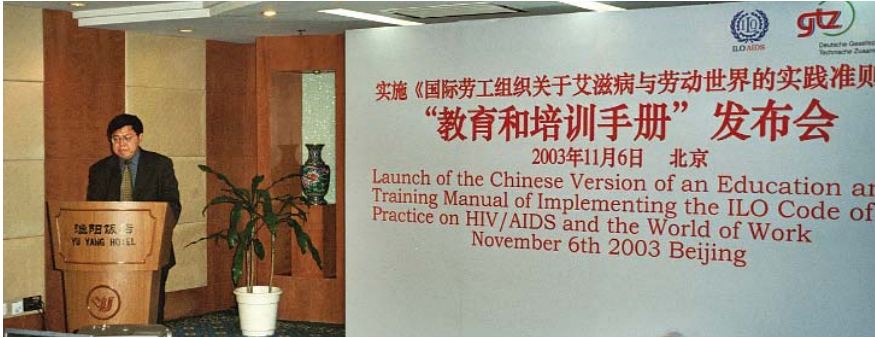 渔阳饭店
YU YANG HOTEL
ILO AIDS
gtz
Deutsche Gesells
Technische Zusam
实施《国际劳工组织关于艾滋病与劳动世界的实践准则
“教育和培训手册”发布会
2003年11月6日 北京
Launch of the Chinese Version of an Education an
Training Manual of Implementing the ILO Code of
Practice on HIV/AIDS and the World of Work
November 6th 2003 Beijing